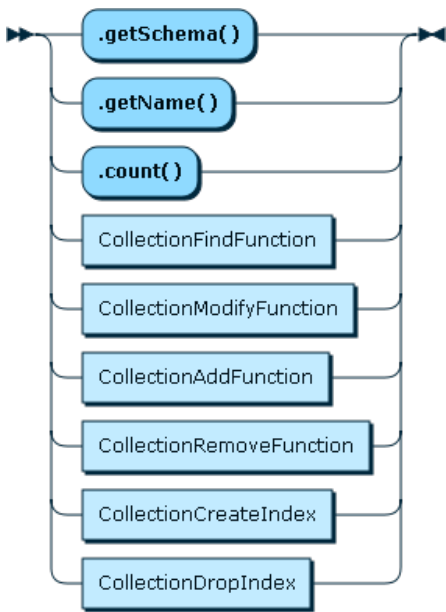 .getSchema()
.getName()
.count()
CollectionFindFunction
CollectionModifyFunction
CollectionAddFunction
CollectionRemoveFunction
CollectionCreateIndex
CollectionDropIndex